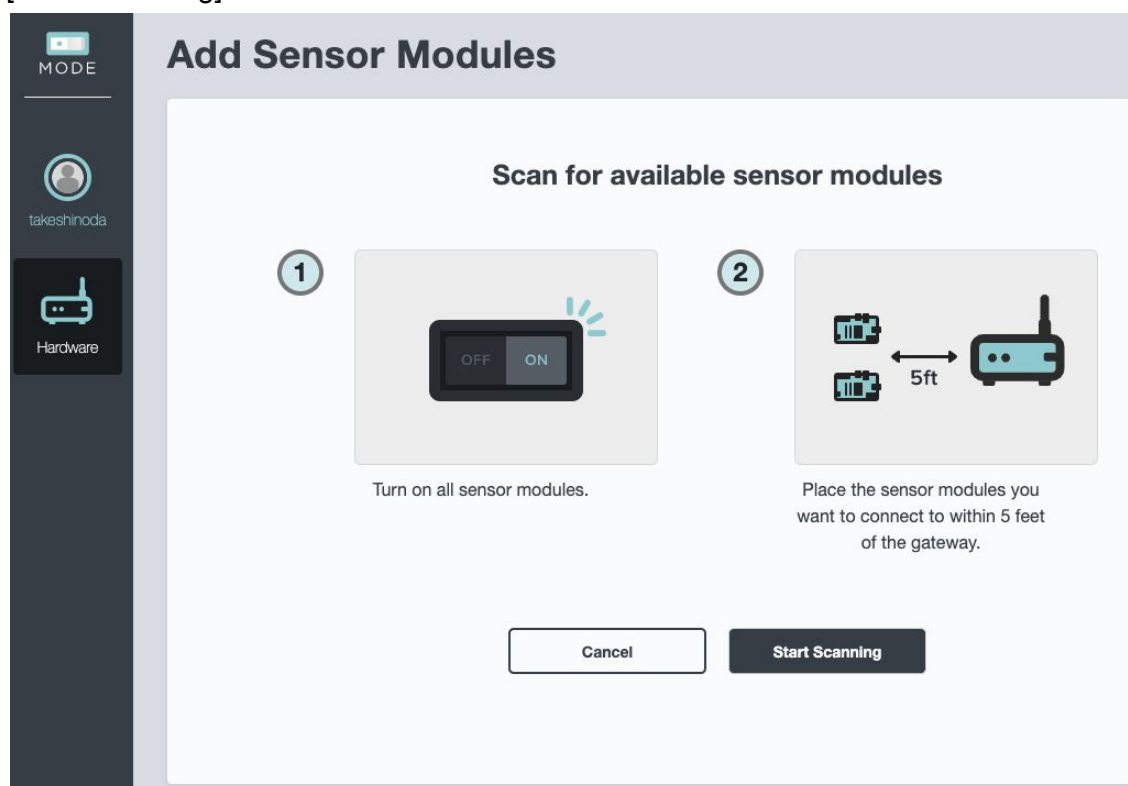 MODE
Add Sensor Modules
takeshinoda
Hardware
Scan for available sensor modules
1
OFF ON
Turn on all sensor modules.
2
5ft
Place the sensor modules you
want to connect to within 5 feet
of the gateway.
Cancel
Start Scanning